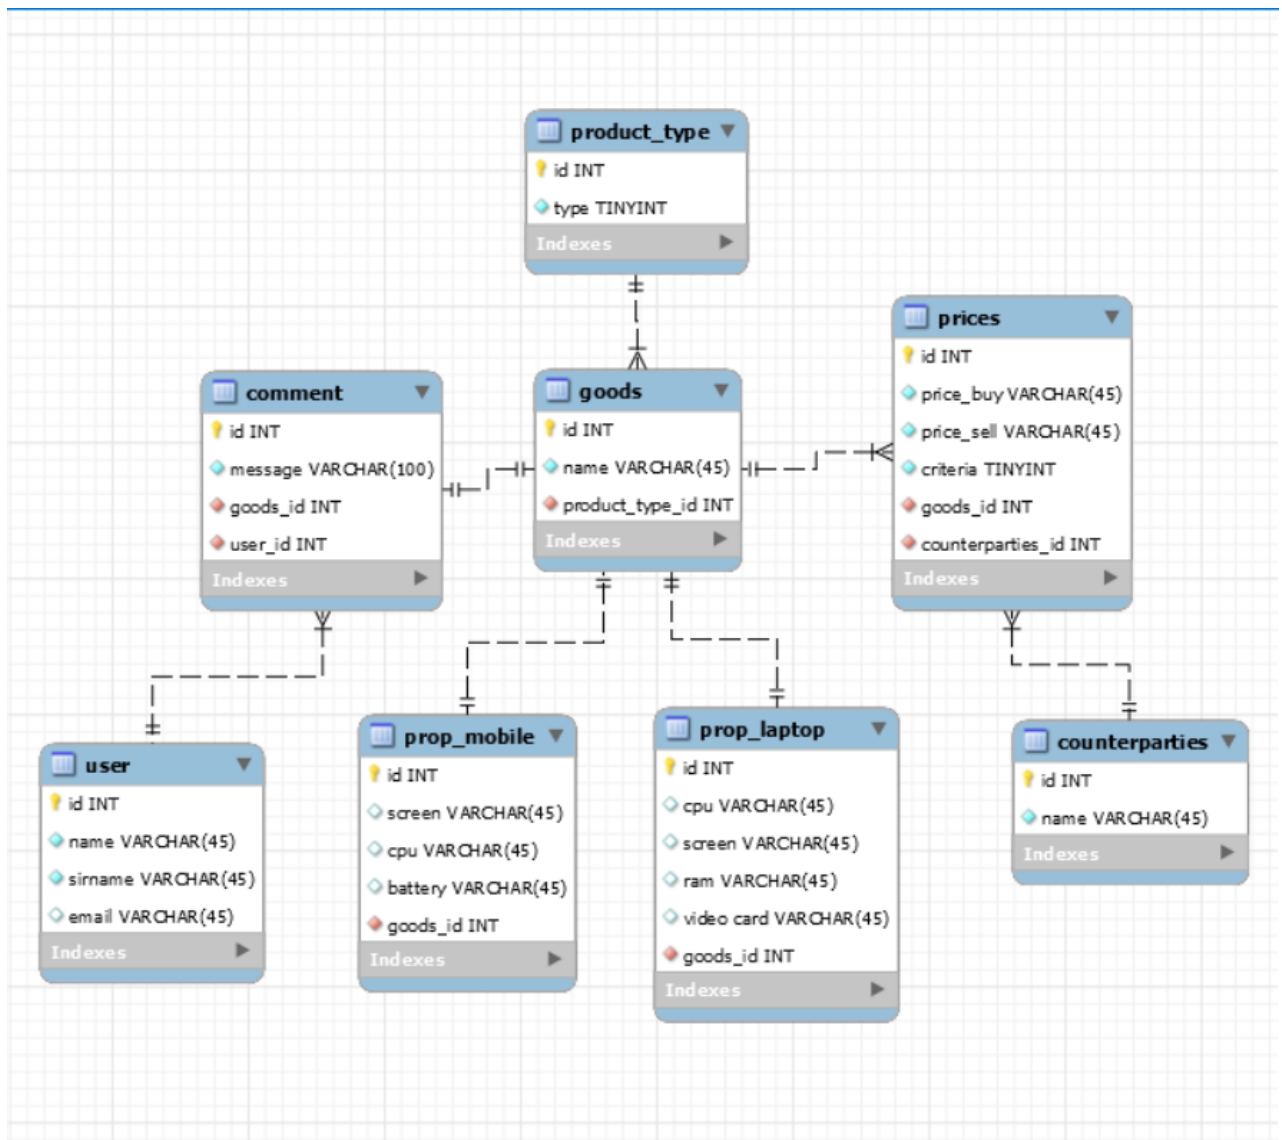 product_type
id INT
type TINYINT
Indexes
prices
id INT
price_buy VARCHAR(45)
price_sell VARCHAR(45)
criteria TINYINT
goods_id INT
counterparties_id INT
Indexes
comment
id INT
message VARCHAR(100)
goods_id INT
user_id INT
Indexes
goods
id INT
name VARCHAR(45)
product_type_id INT
Indexes
user
id INT
name VARCHAR(45)
sirname VARCHAR(45)
email VARCHAR(45)
Indexes
prop_mobile
id INT
screen VARCHAR(45)
cpu VARCHAR(45)
battery VARCHAR(45)
goods_id INT
Indexes
prop_laptop
id INT
cpu VARCHAR(45)
screen VARCHAR(45)
ram VARCHAR(45)
video card VARCHAR(45)
goods_id INT
Indexes
counterparties
id INT
name VARCHAR(45)
Indexes